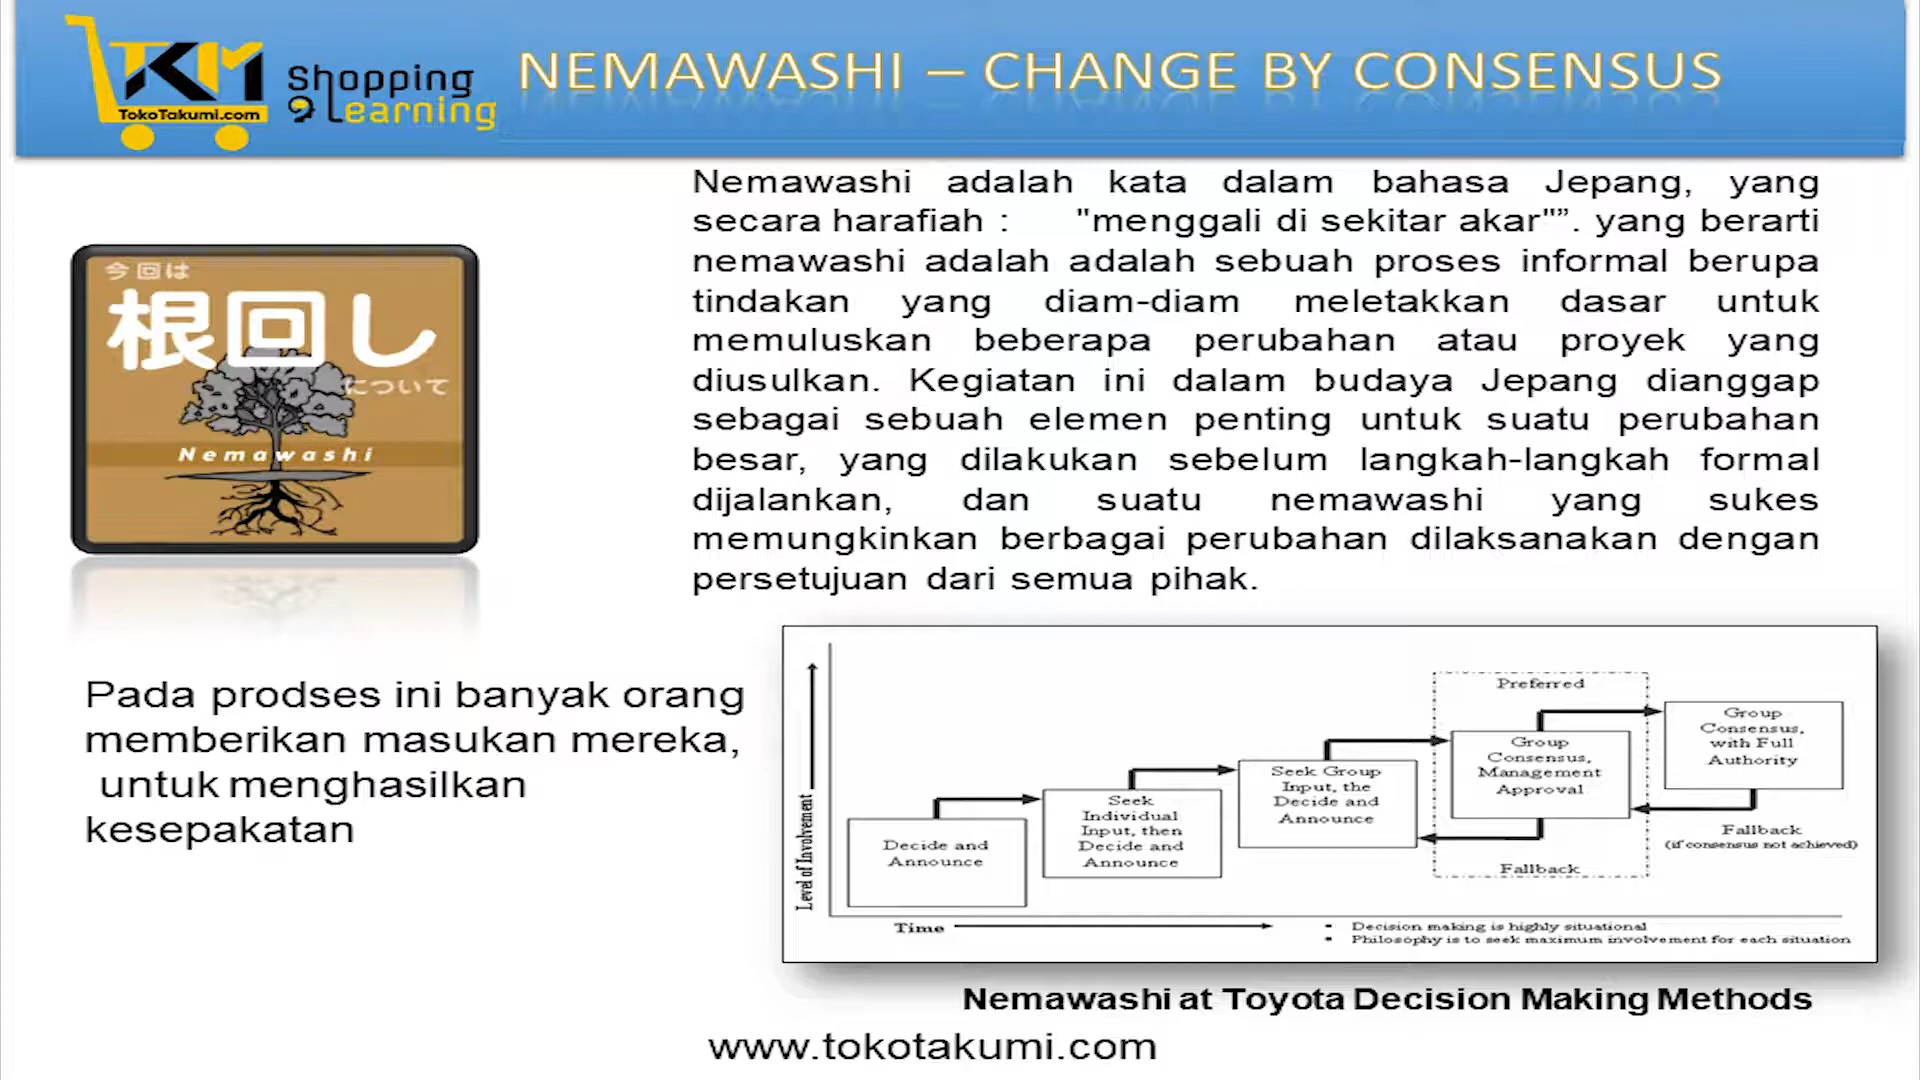 TKM
TokoTakumi.com
Shopping
Learning
NEMAWASHI – CHANGE BY CONSENSUS
今回は
根回し
について
Nemawashi
Nemawashi adalah kata dalam bahasa Jepang, yang
secara harafiah : "menggali di sekitar akar"”. yang berarti
nemawashi adalah adalah sebuah proses informal berupa
tindakan yang diam-diam meletakkan dasar untuk
memuluskan beberapa perubahan atau proyek yang
diusulkan. Kegiatan ini dalam budaya Jepang dianggap
sebagai sebuah elemen penting untuk suatu perubahan
besar, yang dilakukan sebelum langkah-langkah formal
dijalankan, dan suatu nemawashi yang sukes
memungkinkan berbagai perubahan dilaksanakan dengan
persetujuan dari semua pihak.
Pada prodses ini banyak orang
memberikan masukan mereka,
untuk menghasilkan
kesepakatan
Level of Involvement
Decide and
Announce
Seek
Individual
Input, then
Decide and
Announce
Seek Group
Input, the
Decide and
Announce
Preferred
Group
Consensus,
Management
Approval
Fallback
Group
Consensus,
with Full
Authority
Fallback
(if consensus not achieved)
Time
• Decision making is highly situational
• Philosophy is to seek maximum involvement for each situation
Nemawashi at Toyota Decision Making Methods
www.tokotakumi.com